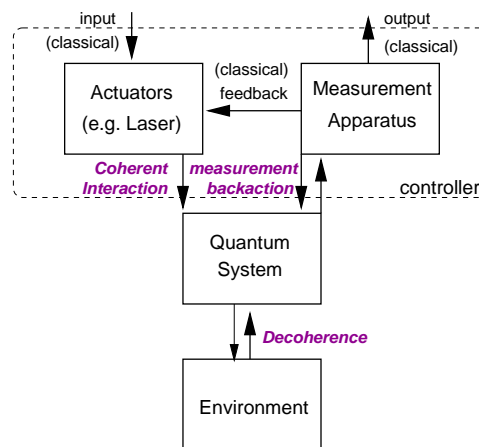 input
(classical)
output
(classical)
Actuators
(e.g. Laser)
(classical)
feedback
Measurement
Apparatus
Coherent
Interaction
measurement
backaction
controller
Quantum
System
Decoherence
Environment